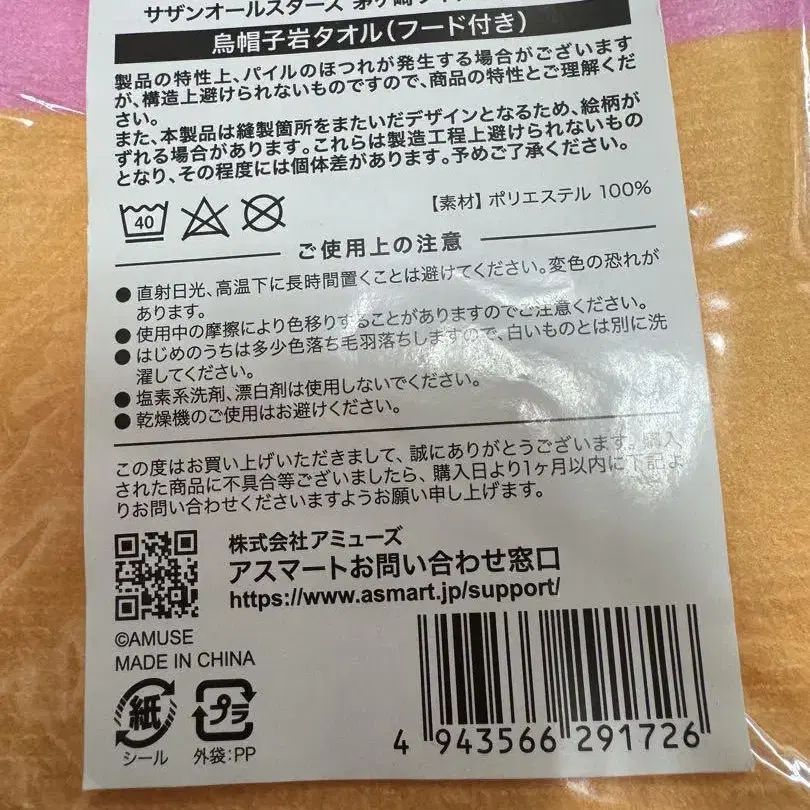 サザンオールスターズ 茅ヶ崎ライ
烏帽子岩タオル(フード付き)
製品の特性上、パイルのほつれが発生する場合がございます
が、構造上避けられないものですので、商品の特性とご理解くだ
さい。
また、本製品は縫製箇所をまたいだデザインとなるため、絵柄が
ずれる場合があります。これらは製造工程上避けられないもの
となり、その程度には個体差があります。予めご了承ください。
40
【素材】ポリエステル 100%
ご使用上の注意
● 直射日光、高温下に長時間置くことは避けてください。変色の恐れが
あります。
● 使用中の摩擦により色移りすることがありますのでご注意ください。
● はじめのうちは多少色落ち毛羽落ちしますので、白いものとは別に洗
濯してください。
● 塩素系洗剤、漂白剤は使用しないでください。
● 乾燥機のご使用はお避けください。
この度はお買い上げいただきまして、誠にありがとうございます。購入
された商品に不具合等ございましたら、購入日より1ヶ月以内に下記よ
りお問い合わせくださいますようお願い申し上げます。
株式会社アミューズ
アスマートお問い合わせ窓口
https://www.asmart.jp/support/
©AMUSE
MADE IN CHINA
紙
シール
プラ
外袋:PP
4 943566 291726